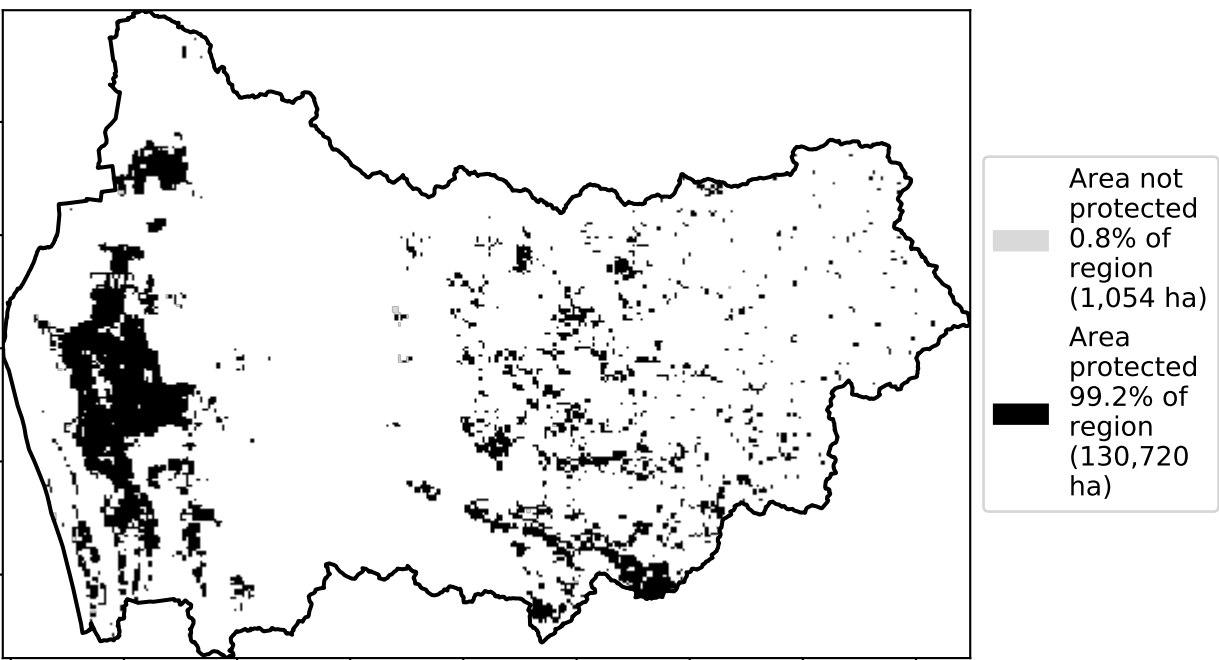 Area not
protected
0.8% of
region
(1,054 ha)
Area
protected
99.2% of
region
(130,720
ha)